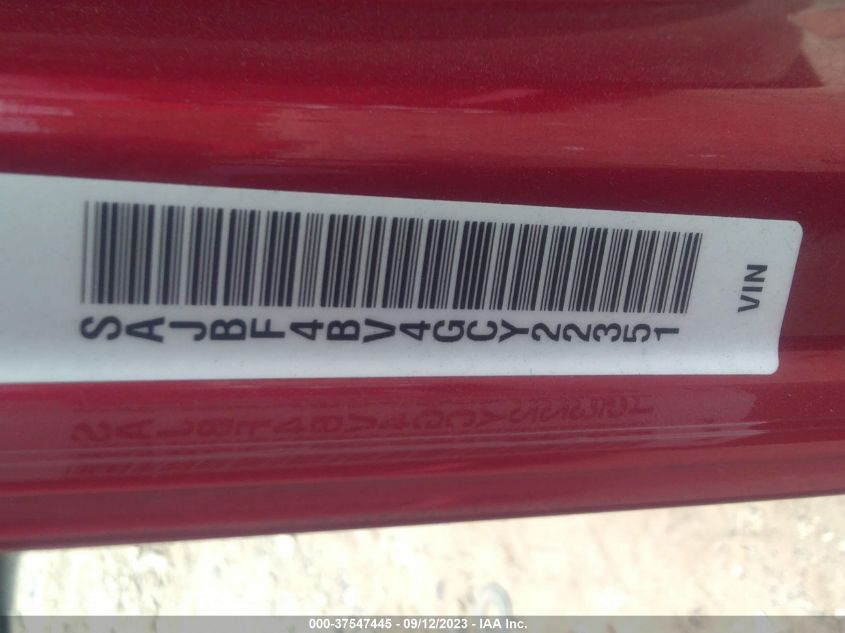 SAJBF4BV4GCY22351
VIN
000-37547445 - 09/12/2023 - IAA Inc.